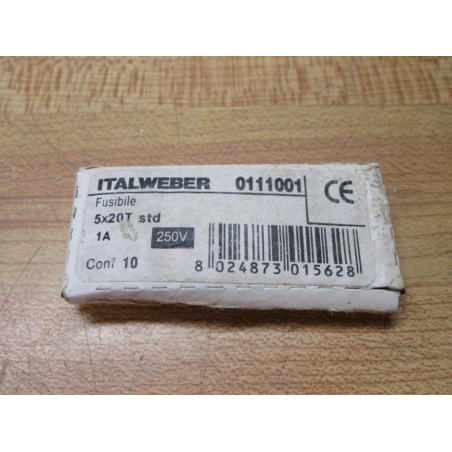 ITALWEBER 0111001
Fusibile
5x20T std
1A 250V
Conf 10
8 024873 015628
CE